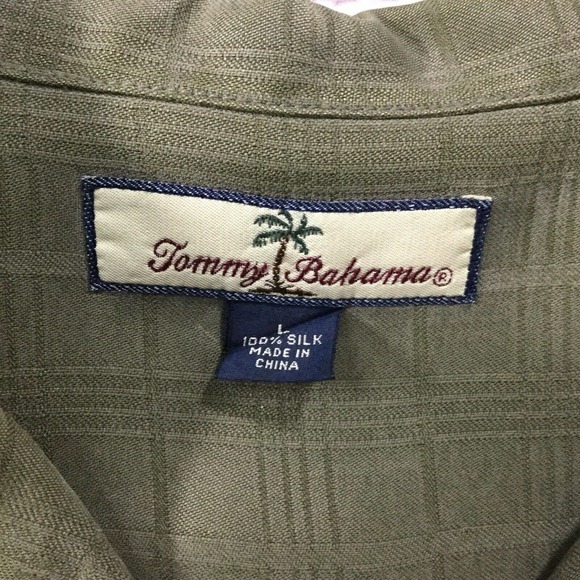 Tommy Bahama®
L
100% SILK
MADE IN
CHINA